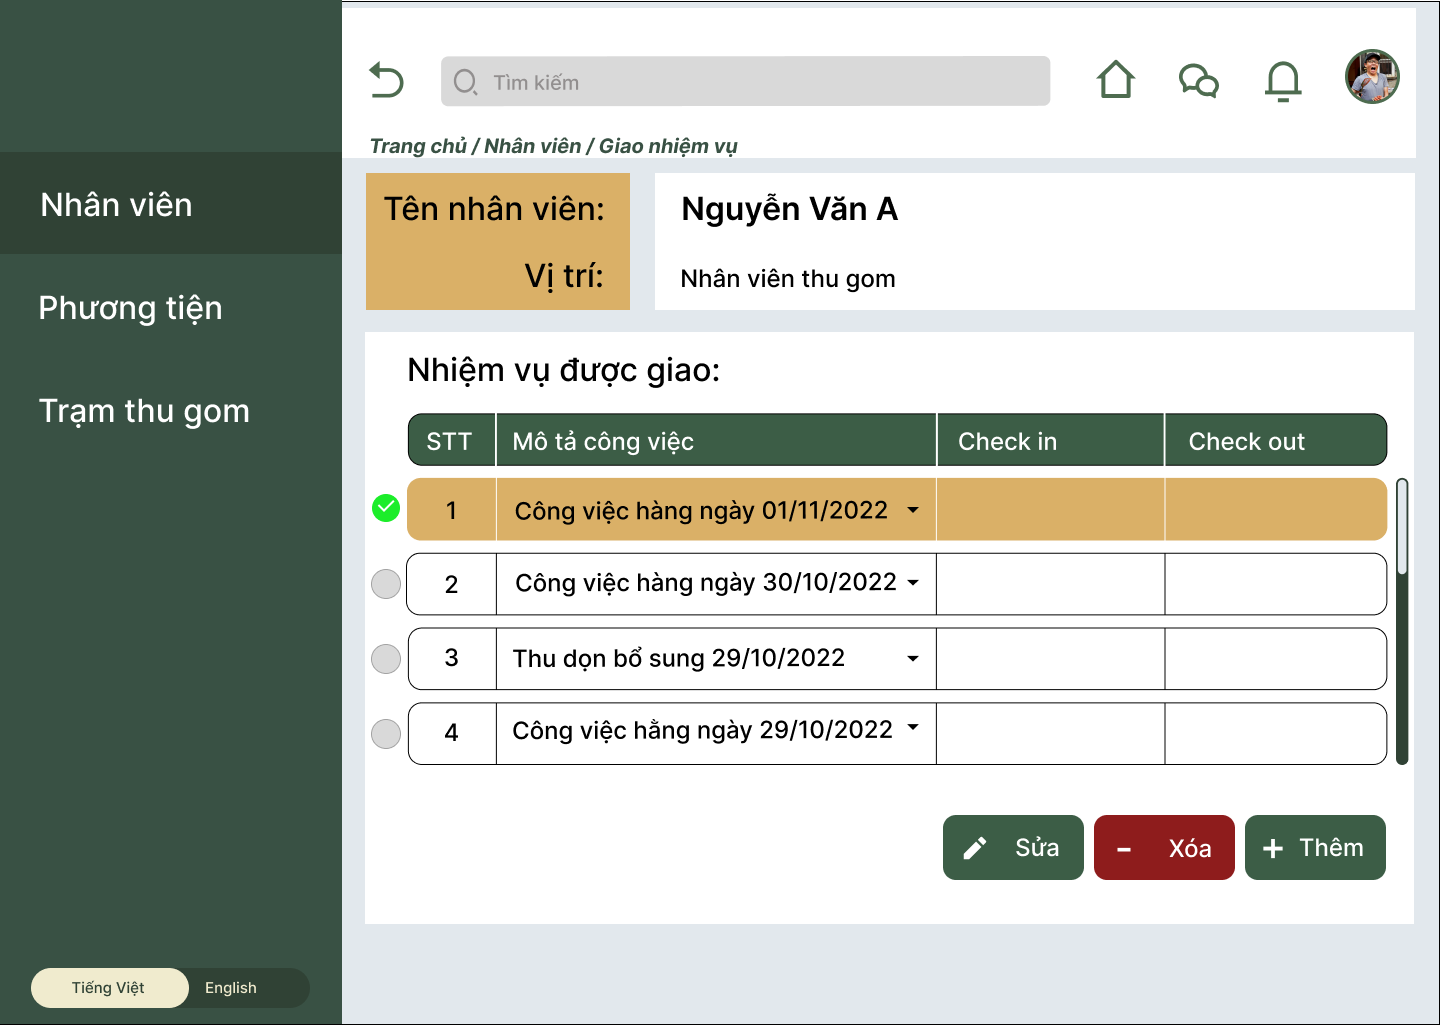 Tìm kiếm
Trang chủ / Nhân viên / Giao nhiệm vụ
Nhân viên
Phương tiện
Trạm thu gom
Tên nhân viên: Nguyễn Văn A
Vị trí: Nhân viên thu gom
Nhiệm vụ được giao:
STT Mô tả công việc Check in Check out
1 Công việc hàng ngày 01/11/2022
2 Công việc hàng ngày 30/10/2022
3 Thu dọn bổ sung 29/10/2022
4 Công việc hằng ngày 29/10/2022
Sửa - Xóa + Thêm
Tiếng Việt English